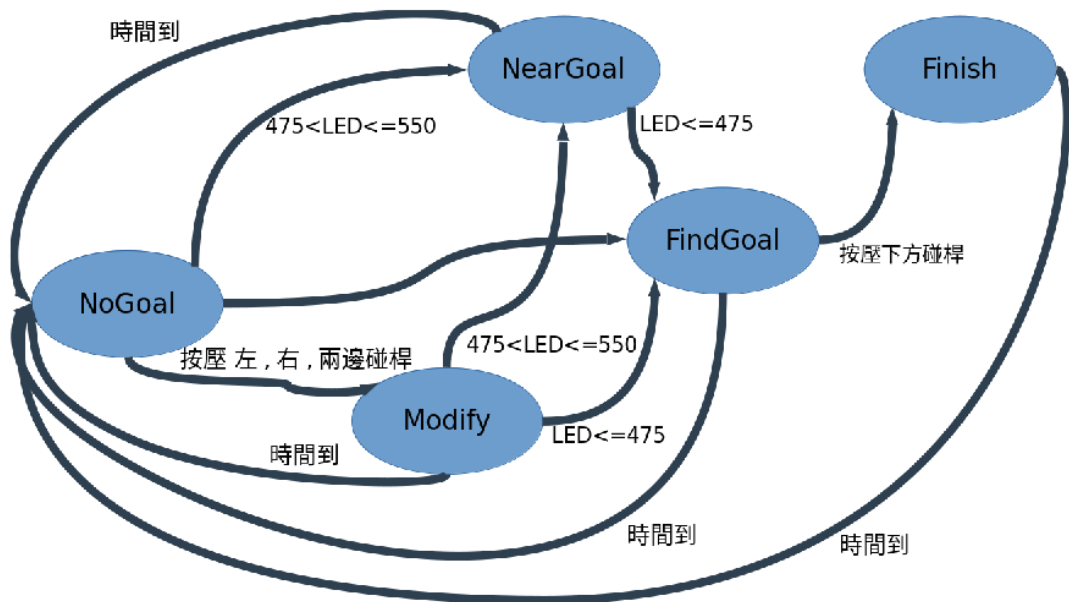 時間到
NearGoal
Finish
475<LED<=550
LED<=475
FindGoal
按壓下方碰桿
NoGoal
按壓 左 , 右 , 兩邊碰桿
475<LED<=550
Modify
LED<=475
時間到
時間到
時間到